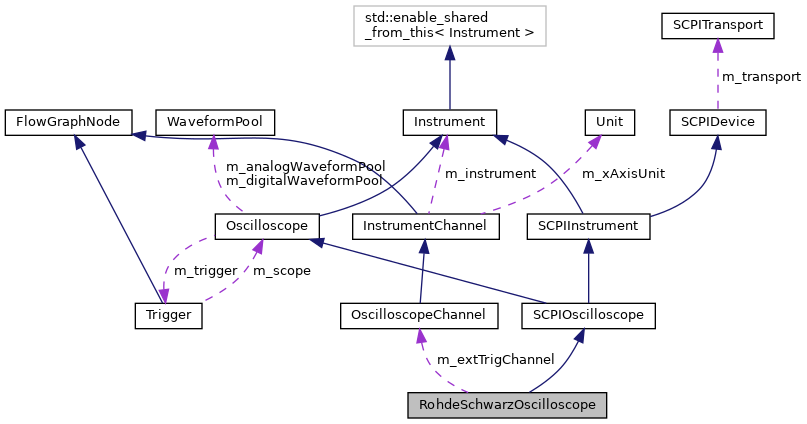 std::enable_shared
_from_this< Instrument >
SCPITransport
m_transport
FlowGraphNode
WaveformPool
Instrument
Unit
SCPIDevice
m_analogWaveformPool
m_digitalWaveformPool
m_instrument
m_xAxisUnit
Oscilloscope
InstrumentChannel
SCPIInstrument
m_trigger
m_scope
Trigger
OscilloscopeChannel
SCPIOscilloscope
m_extTrigChannel
RohdeSchwarzOscilloscope